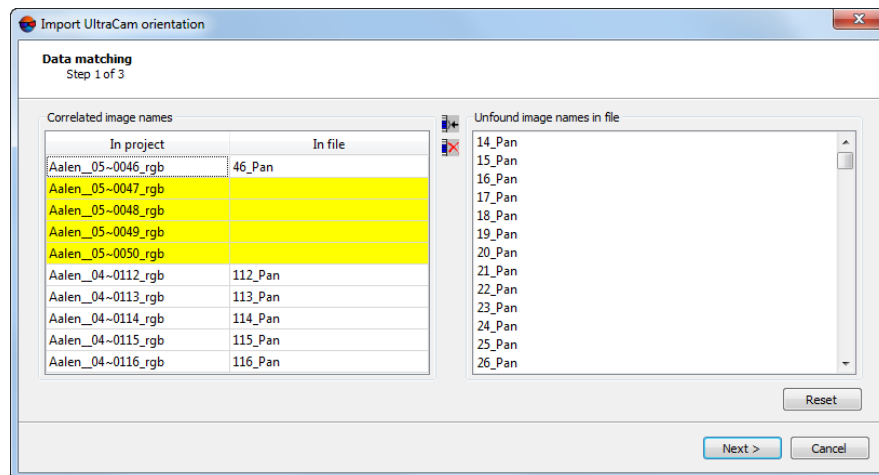 Import UltraCam orientation
Data matching
Step 1 of 3
Correlated image names
In project In file
Aalen__05~0046_rgb 46_Pan
Aalen__05~0047_rgb
Aalen__05~0048_rgb
Aalen__05~0049_rgb
Aalen__05~0050_rgb
Aalen__04~0112_rgb 112_Pan
Aalen__04~0113_rgb 113_Pan
Aalen__04~0114_rgb 114_Pan
Aalen__04~0115_rgb 115_Pan
Aalen__04~0116_rgb 116_Pan
Unfound image names in file
14_Pan
15_Pan
16_Pan
17_Pan
18_Pan
19_Pan
20_Pan
21_Pan
22_Pan
23_Pan
24_Pan
25_Pan
26_Pan
Reset
Next > Cancel